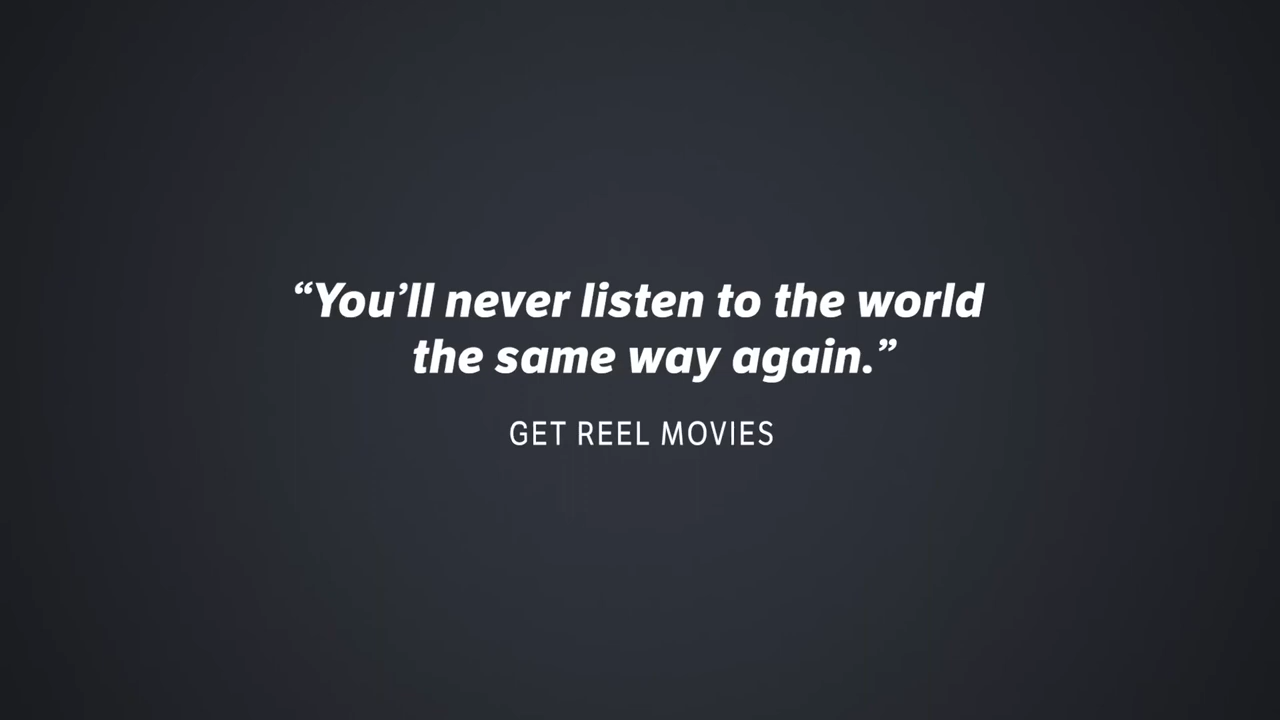 “You’ll never listen to the world
the same way again.”
GET REEL MOVIES